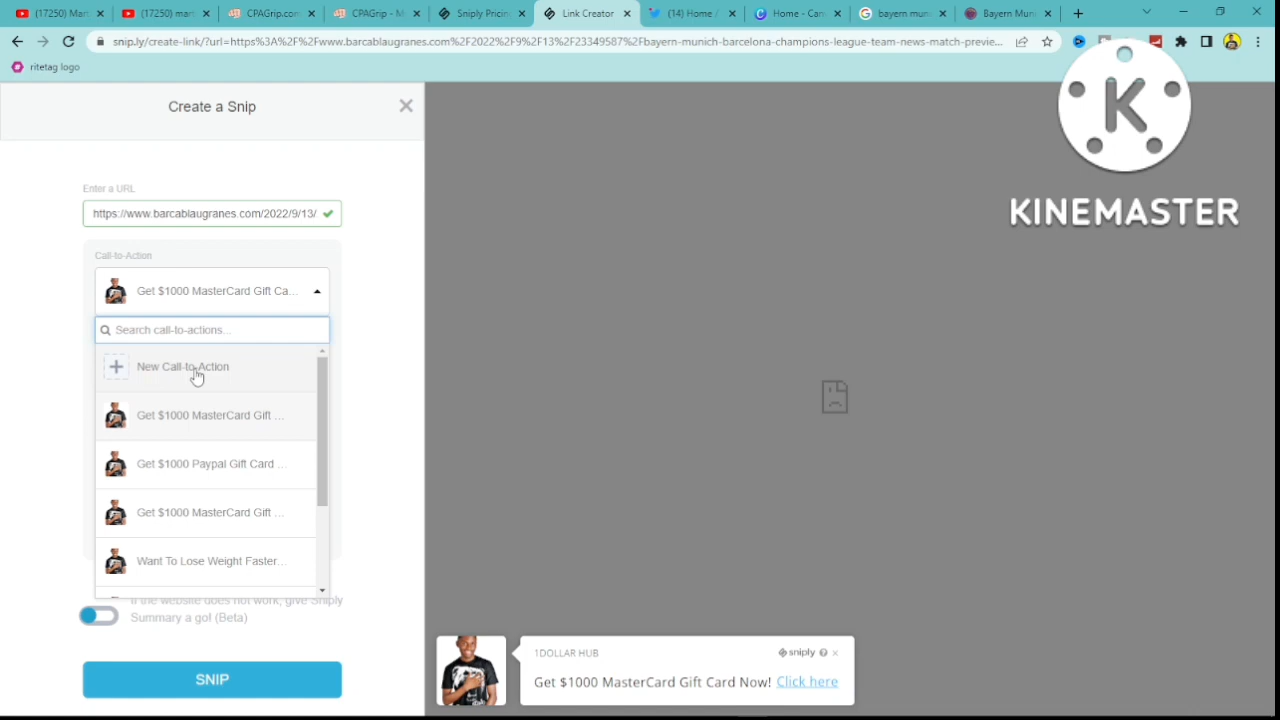 (17250) Mart
(17250) mart
CPAGrip.com
CPAGrip - M
Sniply Pricin
Link Creator
(14) Home /
Home - Can
bayern mun
Bayern Muni
snip.ly/create-link/?url=https%3A%2F%2Fwww.barcablaugranes.com%2F2022%2F9%2F13%2F23349587%2Fbayern-munich-barcelona-champions-league-team-news-match-previe...
ritetag logo
Create a Snip
Enter a URL
https://www.barcablaugranes.com/2022/9/13/
Call-to-Action
Get $1000 MasterCard Gift Ca...
Search call-to-actions...
New Call-to-Action
Get $1000 MasterCard Gift ...
Get $1000 Paypal Gift Card ...
Get $1000 MasterCard Gift ...
Want To Lose Weight Faster...
If the website does not work, give Sniply
Summary a go! (Beta)
SNIP
K
KINEMASTER
1DOLLAR HUB
sniply
Get $1000 MasterCard Gift Card Now! Click here